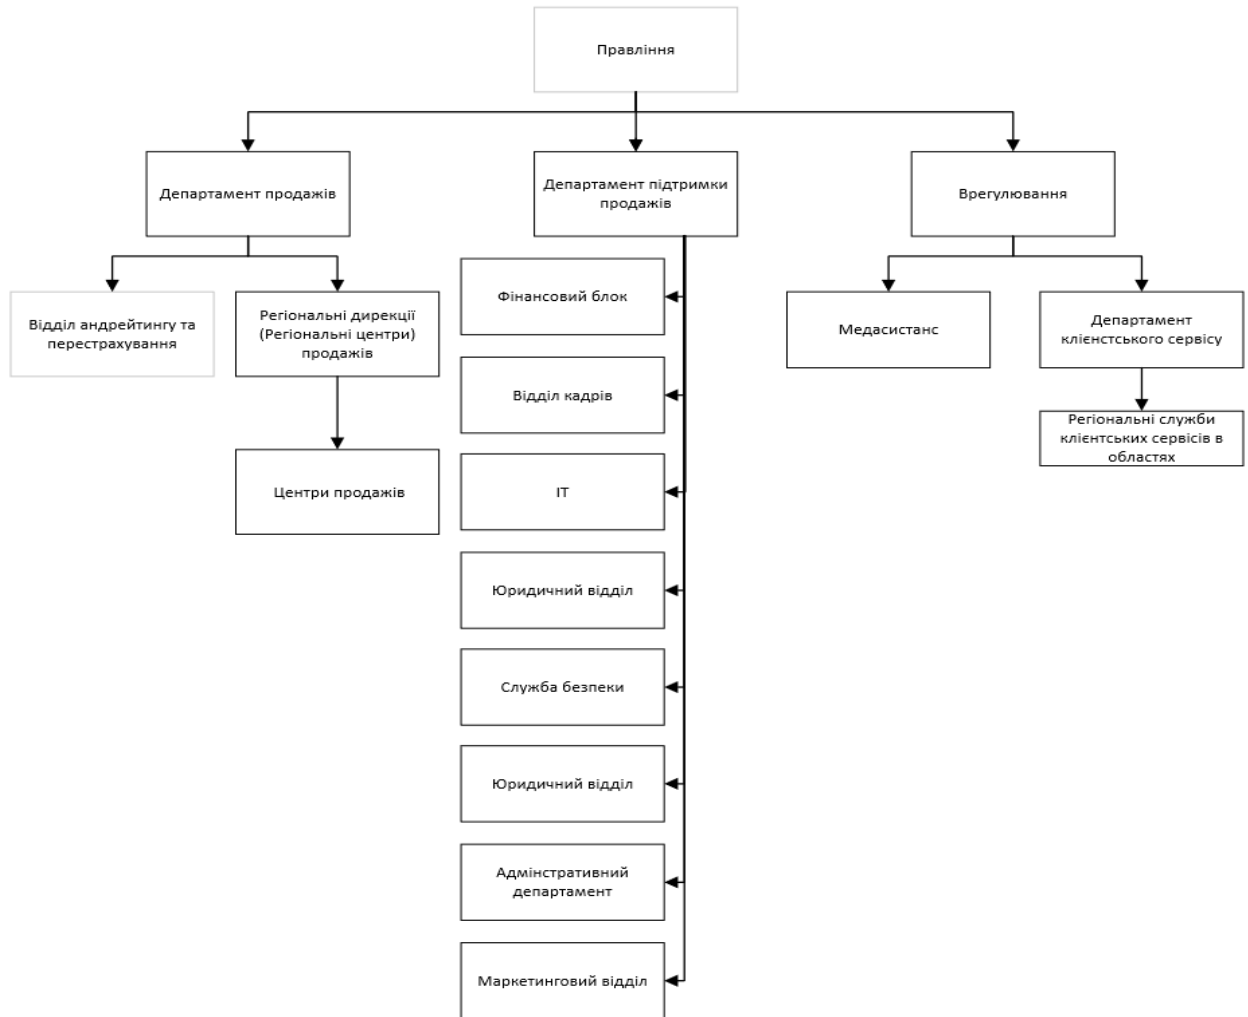 Правління
Департамент продажів
Департамент підтримки
продажів
Врегулювання
Відділ андрейтингу та
перестрахування
Регіональні дирекції
(Регіональні центри)
продажів
Центри продажів
Фінансовий блок
Відділ кадрів
ІТ
Юридичний відділ
Служба безпеки
Юридичний відділ
Адмінстративний
департамент
Маркетинговий відділ
Медасистанс
Департамент
клієнстського сервісу
Регіональні служби
клієнтських сервісів в
областях